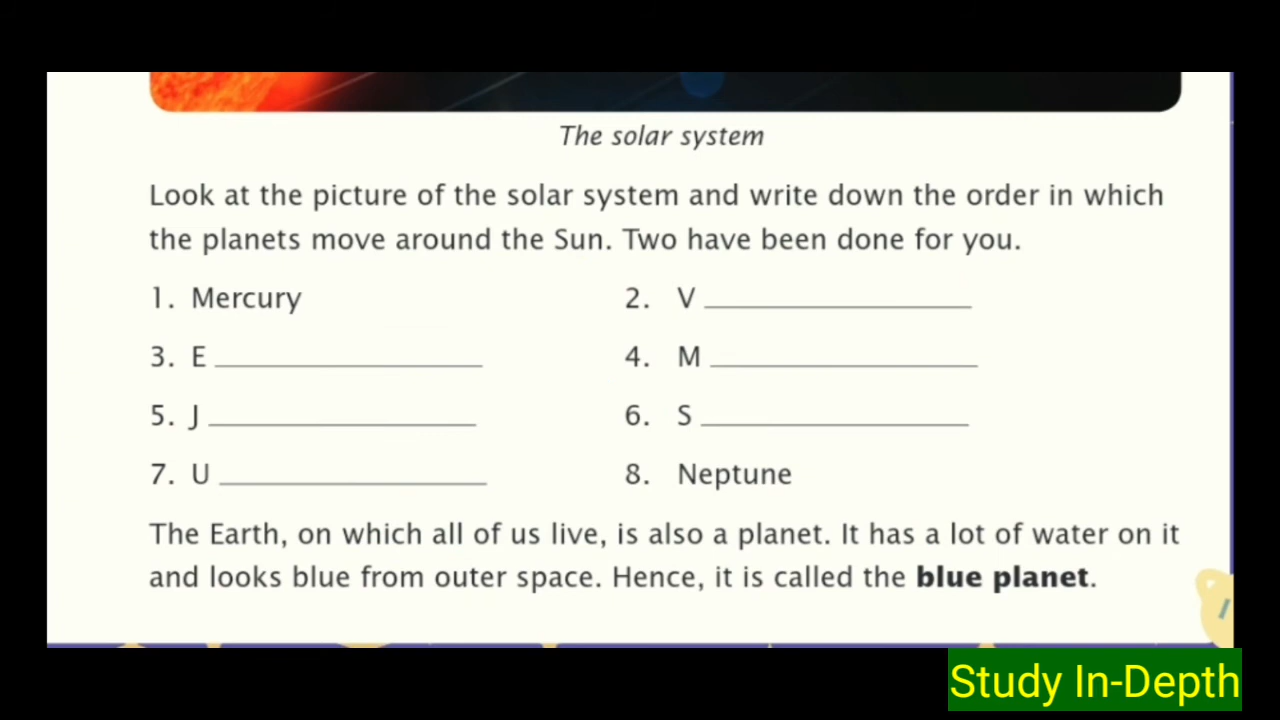 The solar system
Look at the picture of the solar system and write down the order in which
the planets move around the Sun. Two have been done for you.
1. Mercury 2. V
3. E 4. M
5. J 6. S
7. U 8. Neptune
The Earth, on which all of us live, is also a planet. It has a lot of water on it
and looks blue from outer space. Hence, it is called the blue planet.
Study In-Depth